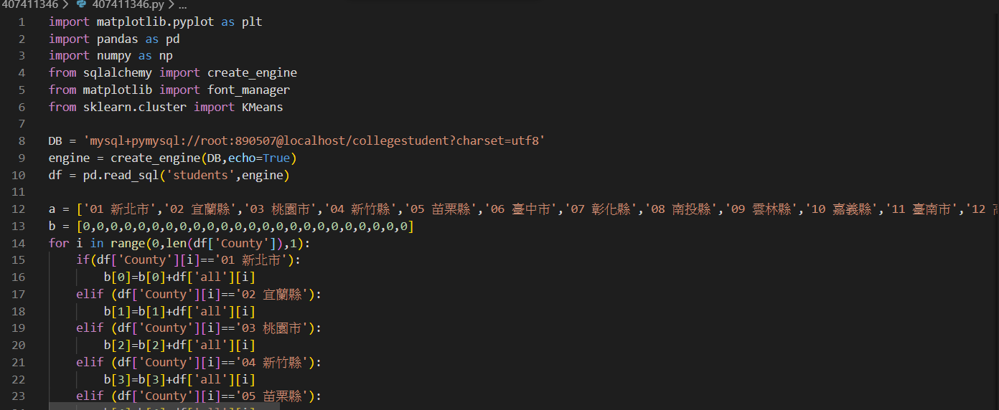 407411346 > 407411346.py > ...
1 import matplotlib.pyplot as plt
2 import pandas as pd
3 import numpy as np
4 from sqlalchemy import create_engine
5 from matplotlib import font_manager
6 from sklearn.cluster import KMeans
7
8 DB = 'mysql+pymysql://root:890507@localhost/collegestudent?charset=utf8'
9 engine = create_engine(DB,echo=True)
10 df = pd.read_sql('students',engine)
11
12 a = ['01 新北市','02 宜蘭縣','03 桃園市','04 新竹縣','05 苗栗縣','06 臺中市','07 彰化縣','08 南投縣','09 雲林縣','10 嘉義縣','11 臺南市','12
13 b = [0,0,0,0,0,0,0,0,0,0,0,0,0,0,0,0,0,0,0,0,0,0,0,0]
14 for i in range(0,len(df['County']),1):
15 if(df['County'][i]=='01 新北市'):
16 b[0]=b[0]+df['all'][i]
17 elif (df['County'][i]=='02 宜蘭縣'):
18 b[1]=b[1]+df['all'][i]
19 elif (df['County'][i]=='03 桃園市'):
20 b[2]=b[2]+df['all'][i]
21 elif (df['County'][i]=='04 新竹縣'):
22 b[3]=b[3]+df['all'][i]
23 elif (df['County'][i]=='05 苗栗縣'):